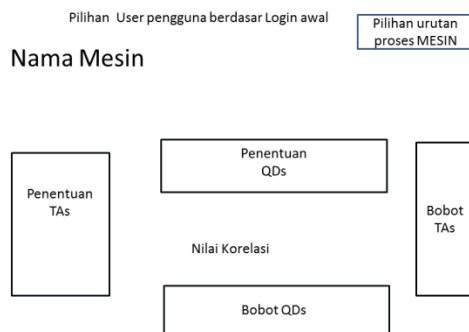 Pilihan User pengguna berdasar Login awal
Pilihan urutan
proses MESIN
Nama Mesin
Penentuan
QDs
Penentuan
TAs
Bobot
TAs
Nilai Korelasi
Bobot QDs